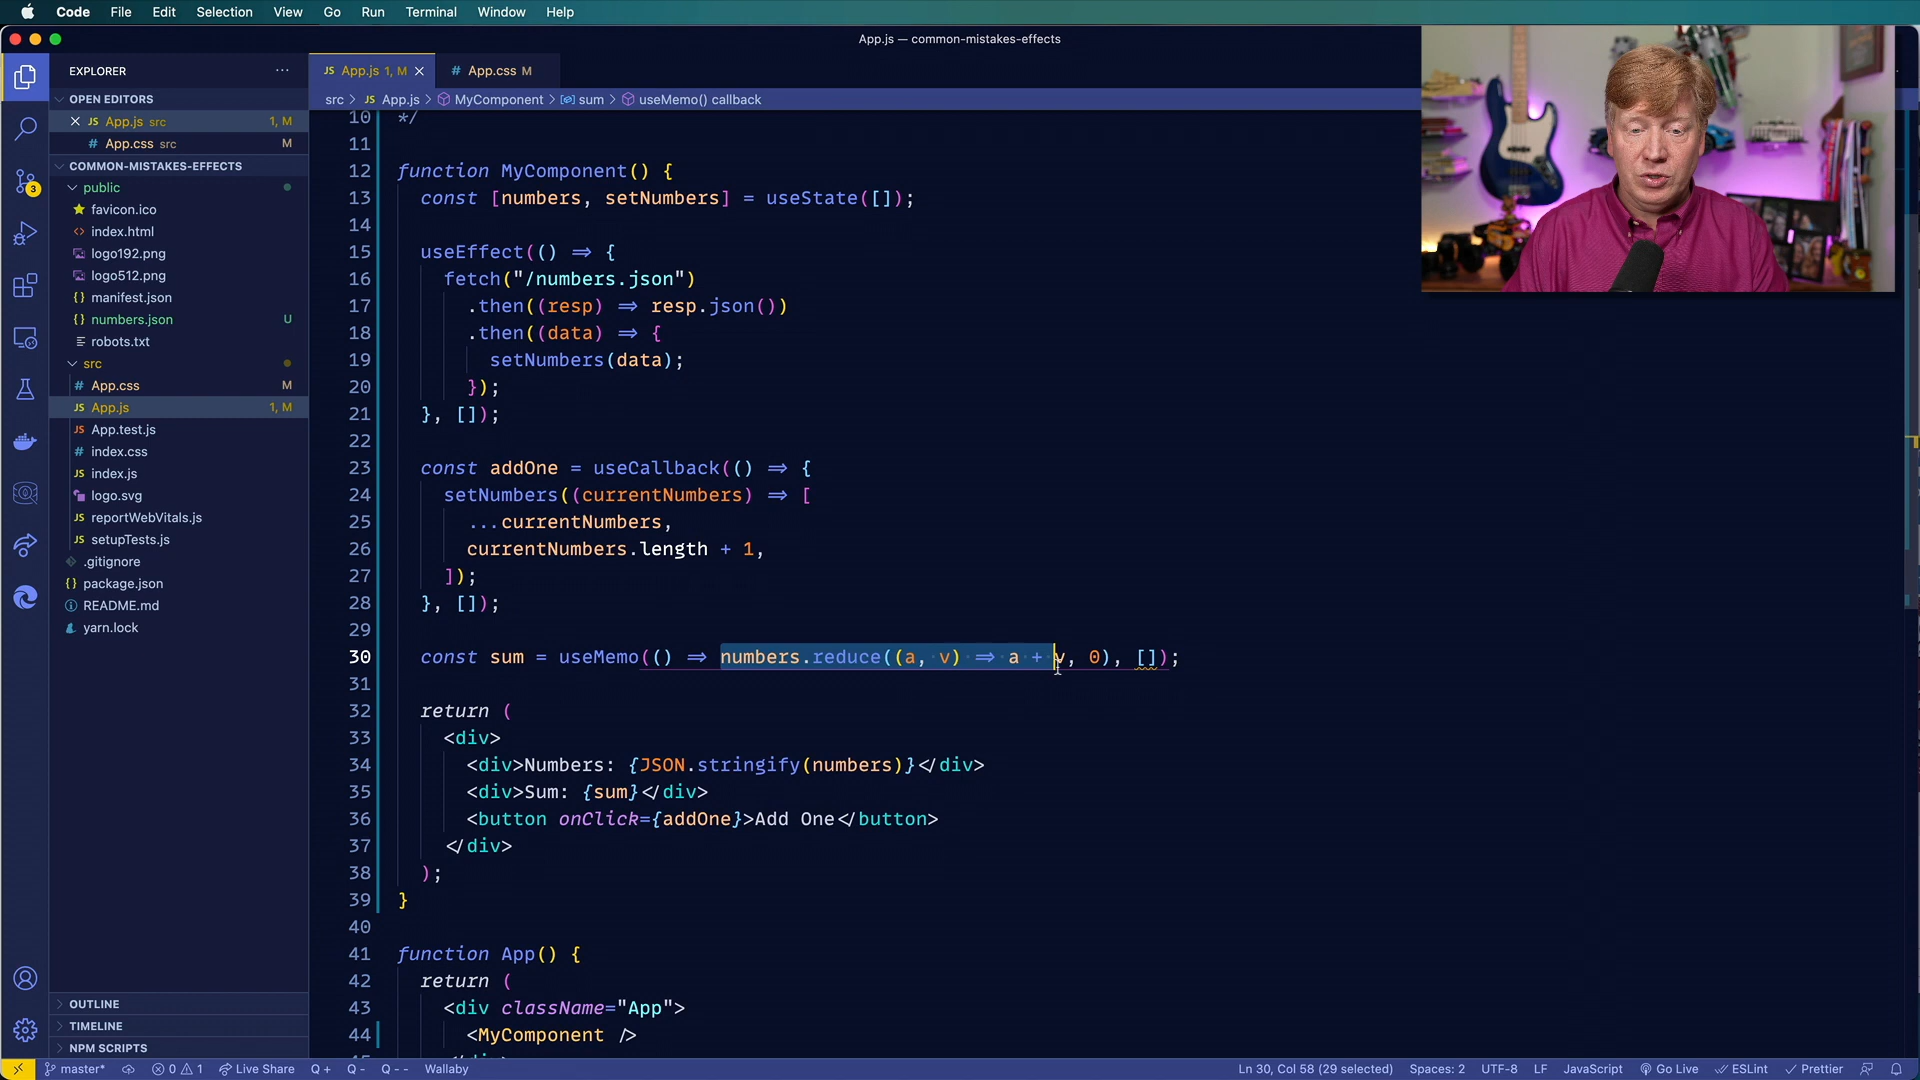 Code File Edit Selection View Go Run Terminal Window Help
App.js — common-mistakes-effects
EXPLORER
OPEN EDITORS
App.js src 1, M
App.css src M
COMMON-MISTAKES-EFFECTS
public
favicon.ico
index.html
logo192.png
logo512.png
manifest.json
numbers.json U
robots.txt
src
App.css M
App.js 1, M
App.test.js
index.css
index.js
logo.svg
reportWebVitals.js
setupTests.js
.gitignore
package.json
README.md
yarn.lock
OUTLINE
TIMELINE
NPM SCRIPTS
3
JS App.js 1, M
# App.css M
src > JS App.js > MyComponent > sum > useMemo() callback
10 */
11
12 function MyComponent() {
13 const [numbers, setNumbers] = useState([]);
14
15 useEffect(() => {
16 fetch("/numbers.json")
17 .then((resp) => resp.json())
18 .then((data) => {
19 setNumbers(data);
20 });
21 }, []);
22
23 const addOne = useCallback(() => {
24 setNumbers((currentNumbers) => [
25 ...currentNumbers,
26 currentNumbers.length + 1,
27 ]);
28 }, []);
29
30 const sum = useMemo(() => numbers.reduce((a, v) => a + v, 0), []);
31
32 return (
33 <div>
34 <div>Numbers: {JSON.stringify(numbers)}</div>
35 <div>Sum: {sum}</div>
36 <button onClick={addOne}>Add One</button>
37 </div>
38 );
39 }
40
41 function App() {
42 return (
43 <div className="App">
44 <MyComponent />
master* 0 1 Live Share Q + Q - Q - - Wallaby
Ln 30, Col 58 (29 selected) Spaces: 2 UTF-8 LF JavaScript Go Live ESLint Prettier